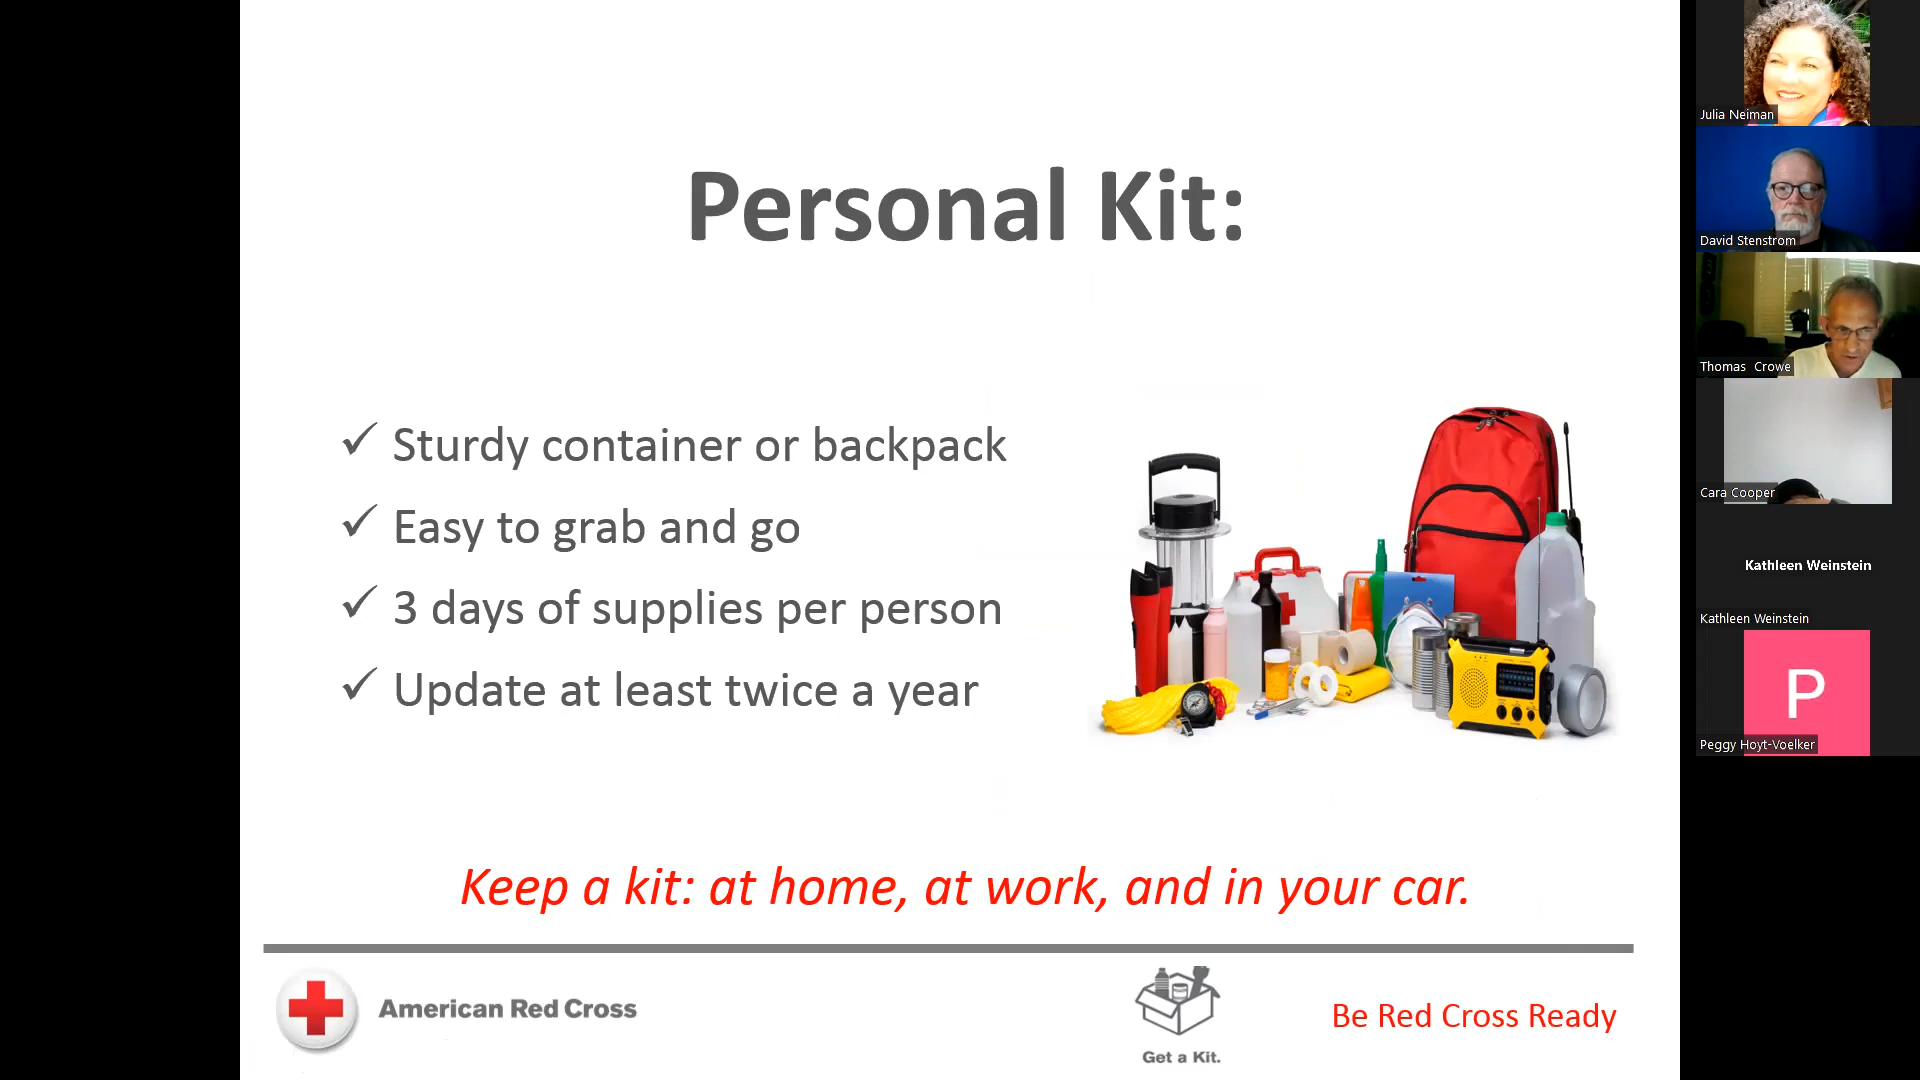 Personal Kit:
✓ Sturdy container or backpack
✓ Easy to grab and go
✓ 3 days of supplies per person
✓ Update at least twice a year
Keep a kit: at home, at work, and in your car.
American Red Cross
Get a Kit.
Be Red Cross Ready
Julia Neiman
David Stenstrom
Thomas Crowe
Cara Cooper
Kathleen Weinstein
Kathleen Weinstein
P
Peggy Hoyt-Voelker